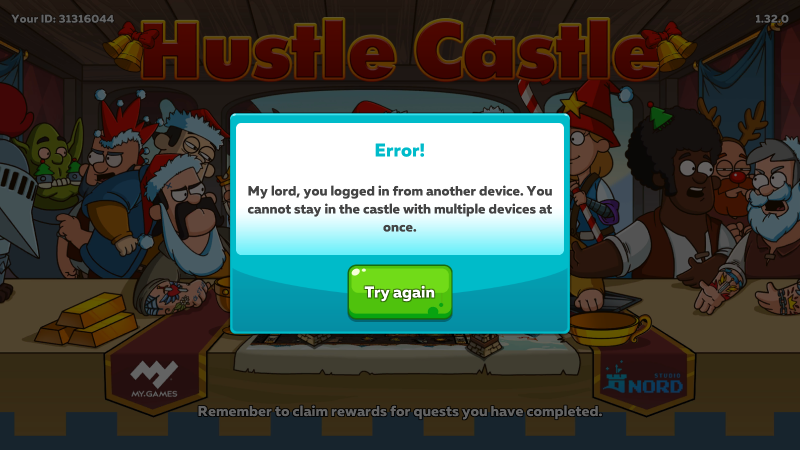 Your ID: 31316044
1.32.0
Hustle Castle
Error!
My lord, you logged in from another device. You
cannot stay in the castle with multiple devices at
once.
Try again
MY.GAMES
STUDIO
NORD
Remember to claim rewards for quests you have completed.